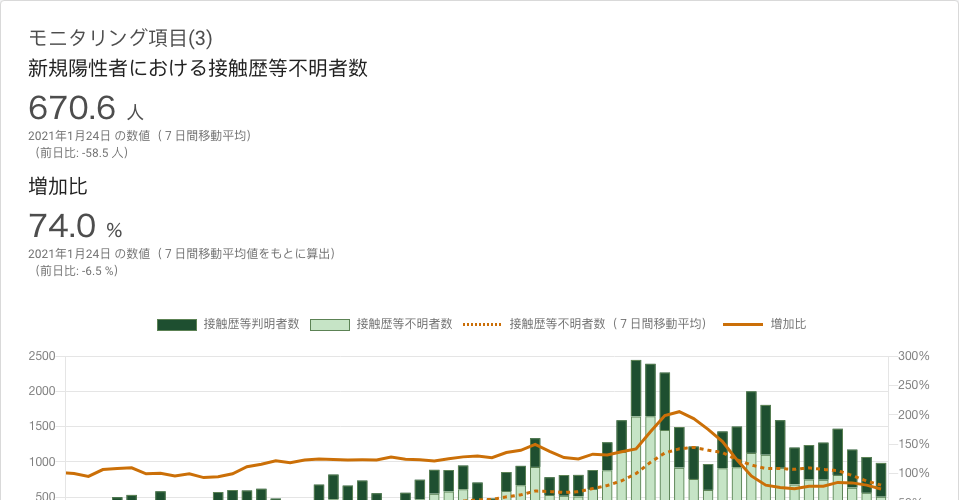 モニタリング項目(3)
新規陽性者における接触歴等不明者数
670.6 人
2021年1月24日 の数値（７日間移動平均）
（前日比: -58.5 人）
増加比
74.0 %
2021年1月24日 の数値（７日間移動平均値をもとに算出）
（前日比: -6.5 %）
接触歴等判明者数 接触歴等不明者数 接触歴等不明者数（７日間移動平均） 増加比
2500 300%
250%
2000
200%
1500
150%
1000
100%
500
50%